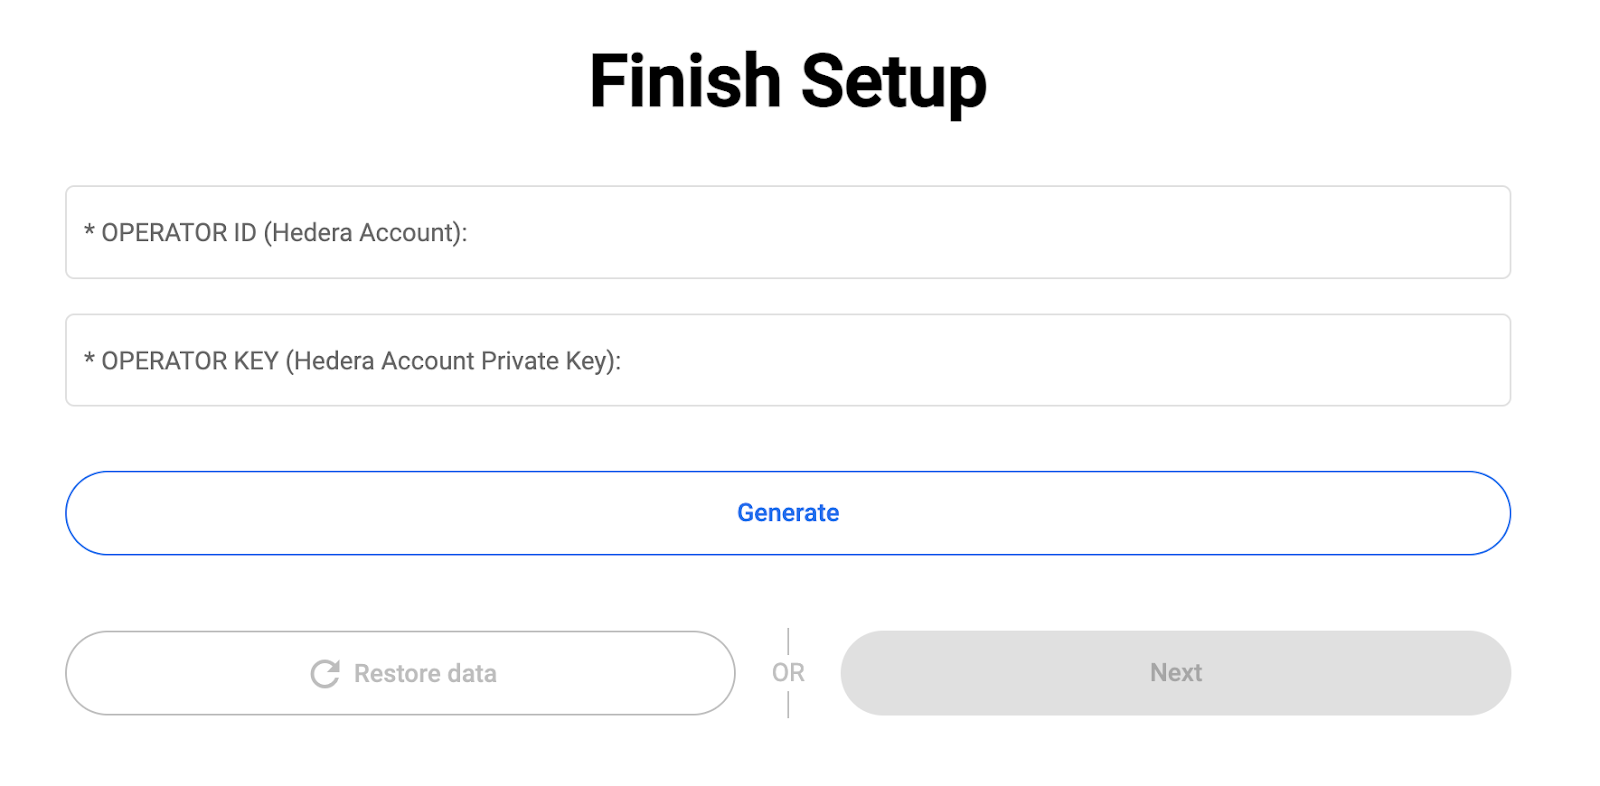 Finish Setup
* OPERATOR ID (Hedera Account):
* OPERATOR KEY (Hedera Account Private Key):
Generate
Restore data
OR
Next